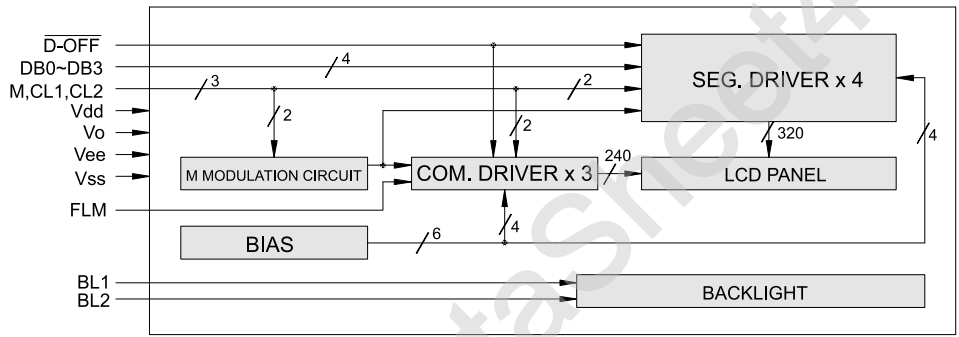 D-OFF
DB0~DB3
4
SEG. DRIVER x 4
M,CL1,CL2
3
2
Vdd
2
2
320
4
Vo
Vee
240
M MODULATION CIRCUIT
COM. DRIVER x 3
LCD PANEL
Vss
FLM
4
BIAS
6
BL1
BACKLIGHT
BL2